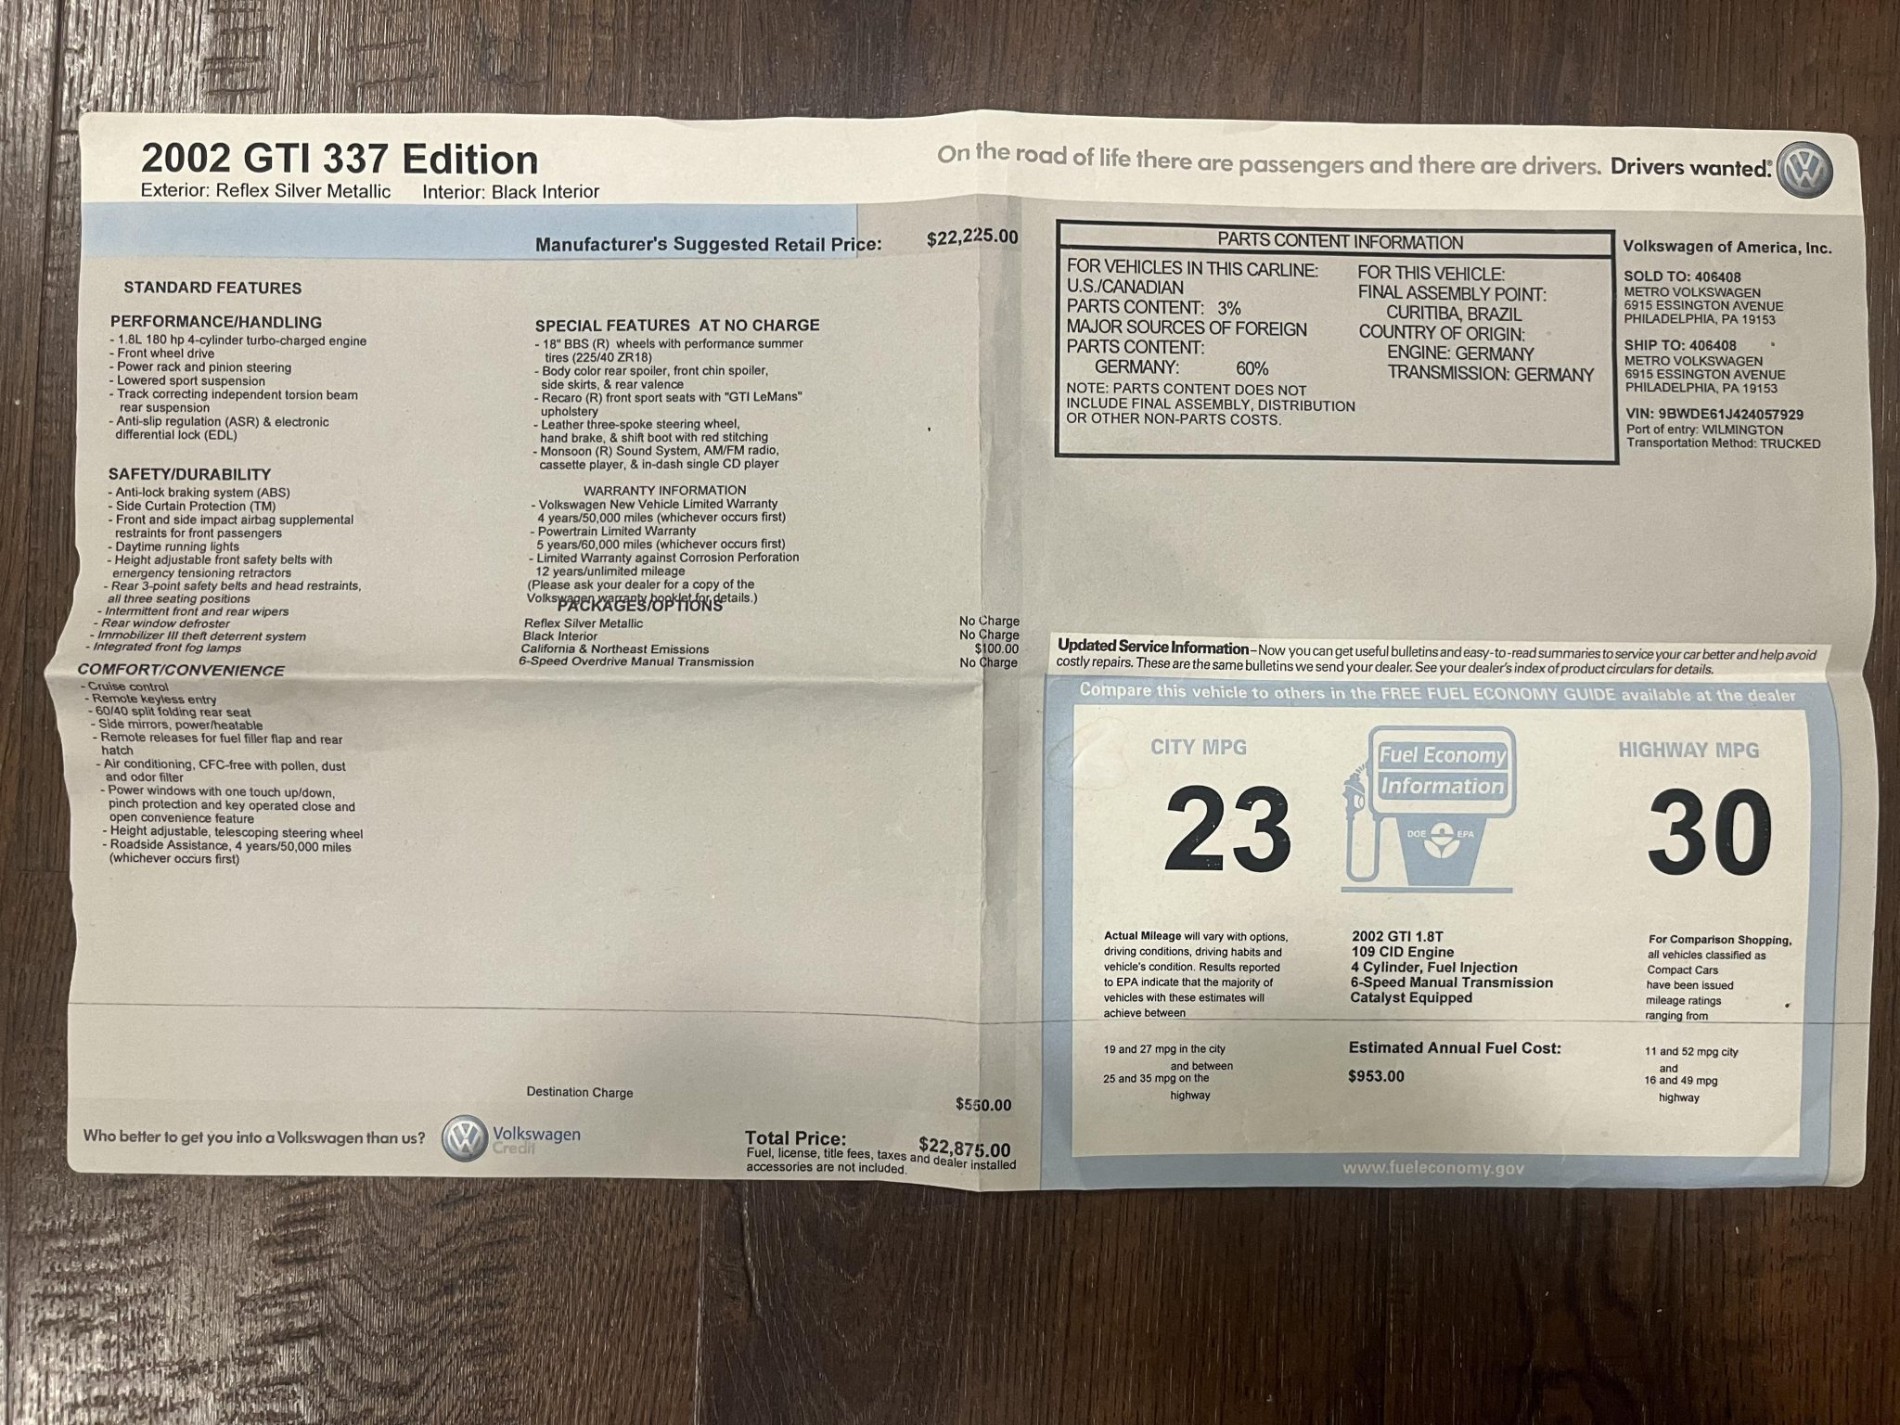 2002 GTI 337 Edition
Exterior: Reflex Silver Metallic Interior: Black Interior
On the road of life there are passengers and there are drivers. Drivers wanted.®
Manufacturer's Suggested Retail Price: $22,225.00
STANDARD FEATURES
PERFORMANCE/HANDLING
- 1.8L 180 hp 4-cylinder turbo-charged engine
- Front wheel drive
- Power rack and pinion steering
- Lowered sport suspension
- Track correcting independent torsion beam
rear suspension
- Anti-slip regulation (ASR) & electronic
differential lock (EDL)
SAFETY/DURABILITY
- Anti-lock braking system (ABS)
- Side Curtain Protection (TM)
- Front and side impact airbag supplemental
restraints for front passengers
- Daytime running lights
- Height adjustable front safety belts with
emergency tensioning retractors
- Rear 3-point safety belts and head restraints,
all three seating positions
- Intermittent front and rear wipers
- Rear window defroster
- Immobilizer III theft deterrent system
- Integrated front fog lamps
COMFORT/CONVENIENCE
- Cruise control
- Remote keyless entry
- 60/40 split folding rear seat
- Side mirrors, power/heatable
- Remote releases for fuel filler flap and rear
hatch
- Air conditioning, CFC-free with pollen, dust
and odor filter
- Power windows with one touch up/down,
pinch protection and key operated close and
open convenience feature
- Height adjustable, telescoping steering wheel
- Roadside Assistance, 4 years/50,000 miles
(whichever occurs first)
SPECIAL FEATURES AT NO CHARGE
- 18" BBS (R) wheels with performance summer
tires (225/40 ZR18)
- Body color rear spoiler, front chin spoiler,
side skirts, & rear valence
- Recaro (R) front sport seats with "GTI LeMans"
upholstery
- Leather three-spoke steering wheel,
hand brake, & shift boot with red stitching
- Monsoon (R) Sound System, AM/FM radio,
cassette player, & in-dash single CD player
WARRANTY INFORMATION
- Volkswagen New Vehicle Limited Warranty
4 years/50,000 miles (whichever occurs first)
- Powertrain Limited Warranty
5 years/60,000 miles (whichever occurs first)
- Limited Warranty against Corrosion Perforation
12 years/unlimited mileage
(Please ask your dealer for a copy of the
Volkswagen warranty booklet for details.)
PACKAGES/OPTIONS
Reflex Silver Metallic No Charge
Black Interior No Charge
California & Northeast Emissions $100.00
6-Speed Overdrive Manual Transmission No Charge
Destination Charge $550.00
Who better to get you into a Volkswagen than us?
Volkswagen
Credit
Total Price: $22,875.00
Fuel, license, title fees, taxes and dealer installed
accessories are not included.
PARTS CONTENT INFORMATION
FOR VEHICLES IN THIS CARLINE:
U.S./CANADIAN
PARTS CONTENT: 3%
MAJOR SOURCES OF FOREIGN
PARTS CONTENT:
GERMANY: 60%
NOTE: PARTS CONTENT DOES NOT
INCLUDE FINAL ASSEMBLY, DISTRIBUTION
OR OTHER NON-PARTS COSTS.
FOR THIS VEHICLE:
FINAL ASSEMBLY POINT:
CURITIBA, BRAZIL
COUNTRY OF ORIGIN:
ENGINE: GERMANY
TRANSMISSION: GERMANY
Volkswagen of America, Inc.
SOLD TO: 406408
METRO VOLKSWAGEN
6915 ESSINGTON AVENUE
PHILADELPHIA, PA 19153
SHIP TO: 406408
METRO VOLKSWAGEN
6915 ESSINGTON AVENUE
PHILADELPHIA, PA 19153
VIN: 9BWDE61J424057929
Port of entry: WILMINGTON
Transportation Method: TRUCKED
Updated Service Information – Now you can get useful bulletins and easy-to-read summaries to service your car better and help avoid
costly repairs. These are the same bulletins we send your dealer. See your dealer's index of product circulars for details.
Compare this vehicle to others in the FREE FUEL ECONOMY GUIDE available at the dealer
CITY MPG
23
Fuel Economy
Information
DOE EPA
HIGHWAY MPG
30
Actual Mileage will vary with options,
driving conditions, driving habits and
vehicle's condition. Results reported
to EPA indicate that the majority of
vehicles with these estimates will
achieve between
19 and 27 mpg in the city
and between
25 and 35 mpg on the
highway
2002 GTI 1.8T
109 CID Engine
4 Cylinder, Fuel Injection
6-Speed Manual Transmission
Catalyst Equipped
Estimated Annual Fuel Cost:
$953.00
For Comparison Shopping,
all vehicles classified as
Compact Cars
have been issued
mileage ratings
ranging from
11 and 52 mpg city
and
16 and 49 mpg
highway
www.fueleconomy.gov